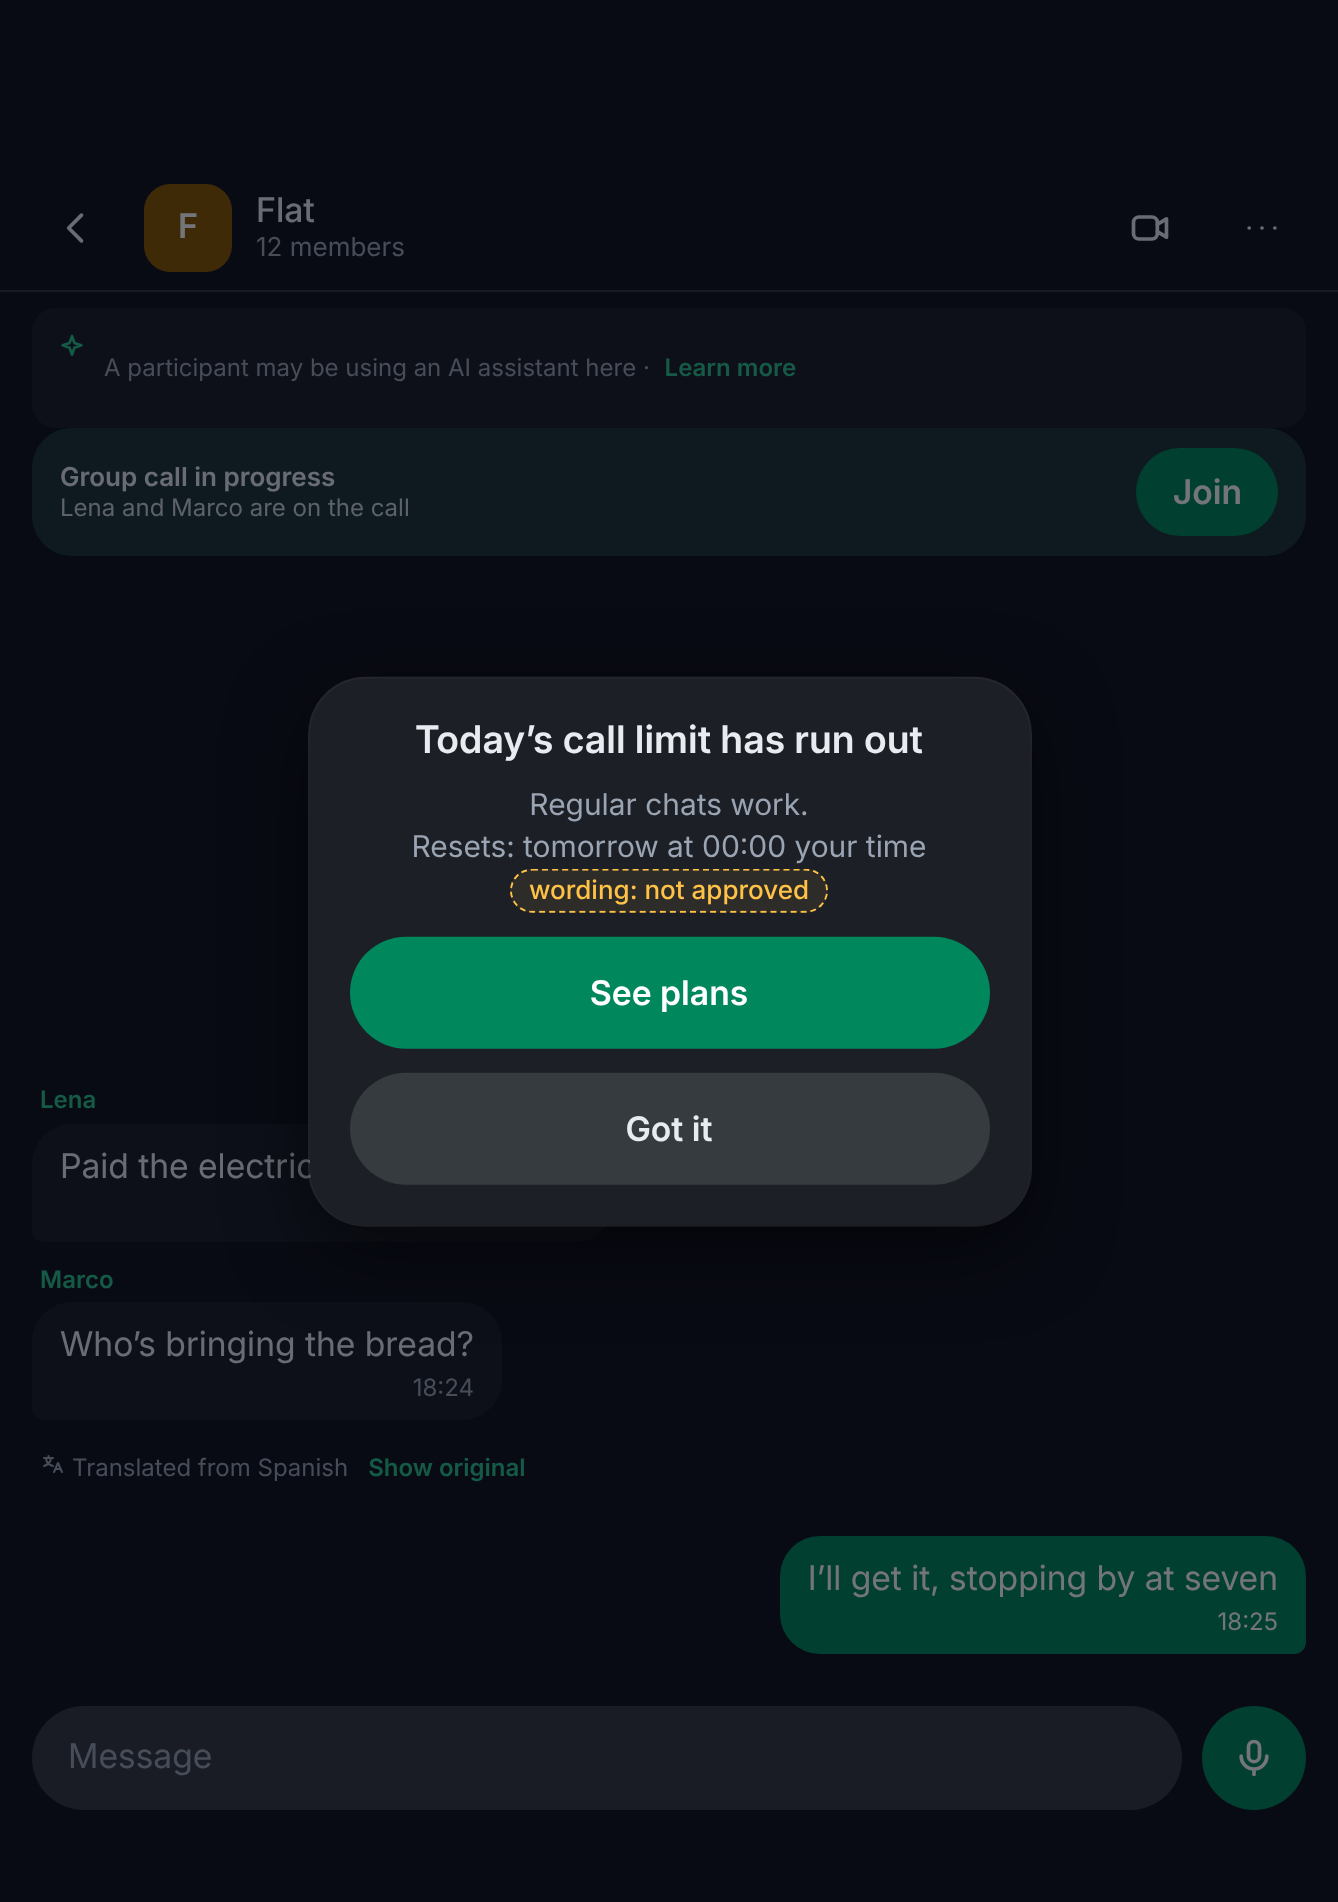 F
Flat
12 members
A participant may be using an AI assistant here · Learn more
Group call in progress
Lena and Marco are on the call
Join
Today’s call limit has run out
Regular chats work.
Resets: tomorrow at 00:00 your time
wording: not approved
See plans
Got it
Lena
Paid the electric
Marco
Who’s bringing the bread?
18:24
Translated from Spanish Show original
I’ll get it, stopping by at seven
18:25
Message